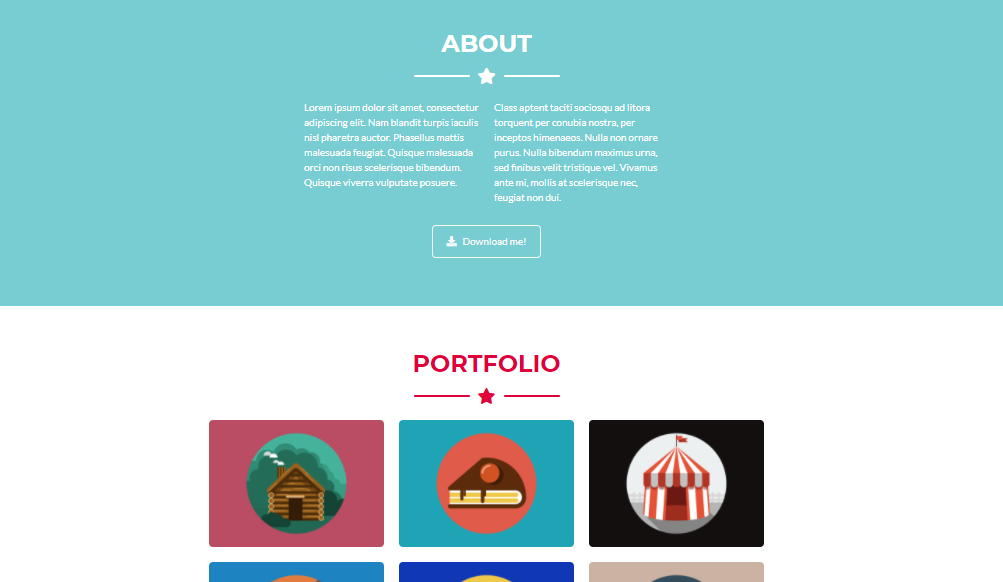 ABOUT
Lorem ipsum dolor sit amet, consectetur
adipiscing elit. Nam blandit turpis iaculis
nisl pharetra auctor. Phasellus mattis
malesuada feugiat. Quisque malesuada
orci non risus scelerisque bibendum.
Quisque viverra vulputate posuere.
Class aptent taciti sociosqu ad litora
torquent per conubia nostra, per
inceptos himenaeos. Nulla non ornare
purus. Nulla bibendum maximus urna,
sed finibus velit tristique vel. Vivamus
ante mi, mollis at scelerisque nec,
feugiat non dui.
Download me!
PORTFOLIO